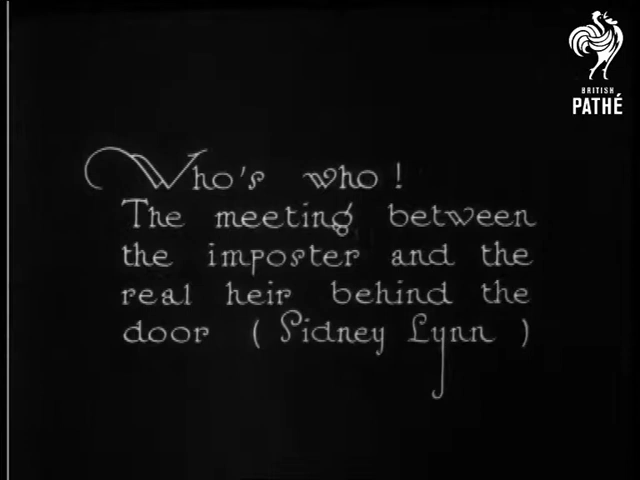 BRITISH
PATHÉ
Who's who!
The meeting between
the imposter and the
real heir behind the
door (Sidney Lynn)